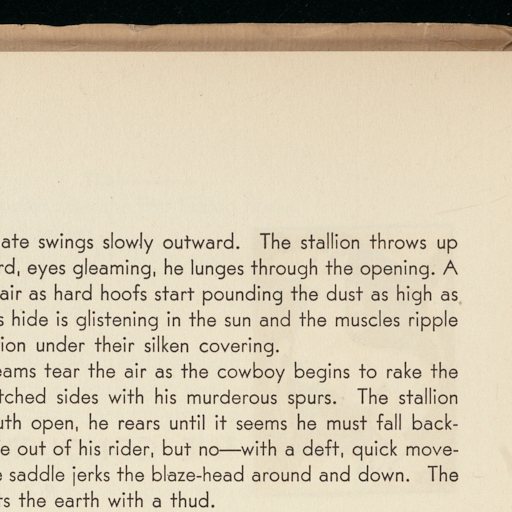 ate swings slowly outward. The stallion throws up
rd, eyes gleaming, he lunges through the opening. A
air as hard hoofs start pounding the dust as high as
s hide is glistening in the sun and the muscles ripple
ion under their silken covering.
eams tear the air as the cowboy begins to rake the
tched sides with his murderous spurs. The stallion
uth open, he rears until it seems he must fall back-
e out of his rider, but no—with a deft, quick move-
e saddle jerks the blaze-head around and down. The
ts the earth with a thud.